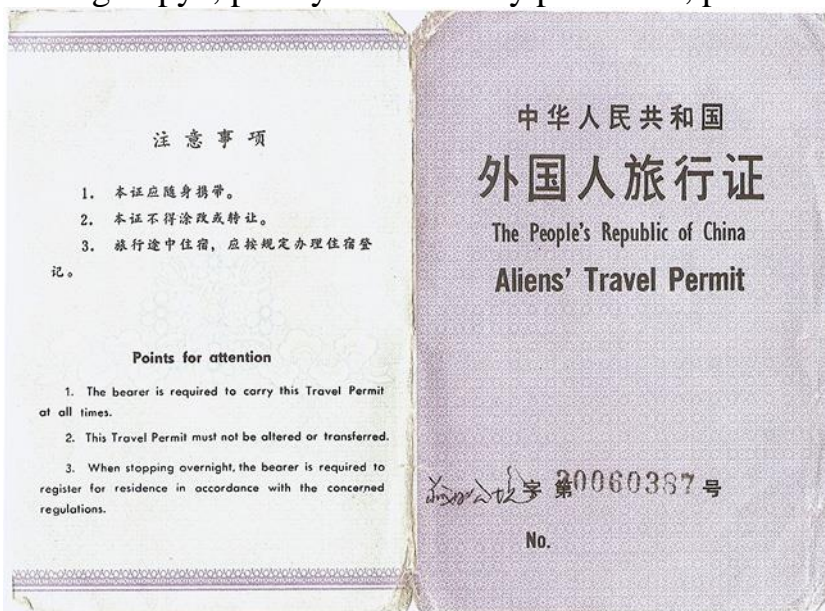 注意事项
1. 本证应随身携带。
2. 本证不得涂改或转让。
3. 旅行途中住宿，应按规定办理住宿登
记。
Points for attention
1. The bearer is required to carry this Travel Permit
at all times.
2. This Travel Permit must not be altered or transferred.
3. When stopping overnight, the bearer is required to
register for residence in accordance with the concerned
regulations.
中华人民共和国
外国人旅行证
The People's Republic of China
Aliens' Travel Permit
字第20060387号
No.